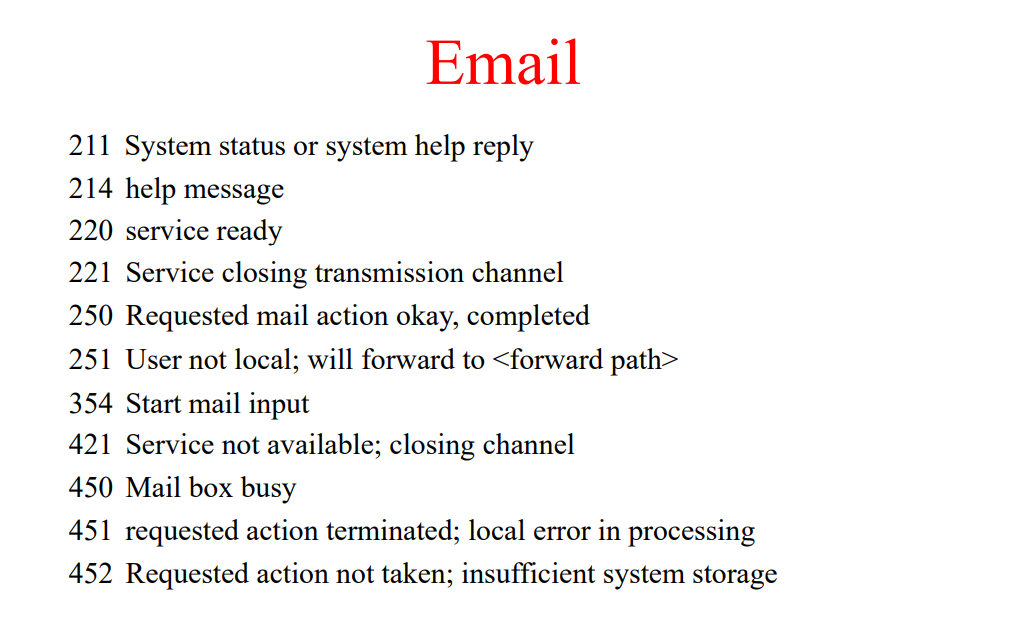 Email
211 System status or system help reply
214 help message
220 service ready
221 Service closing transmission channel
250 Requested mail action okay, completed
251 User not local; will forward to <forward path>
354 Start mail input
421 Service not available; closing channel
450 Mail box busy
451 requested action terminated; local error in processing
452 Requested action not taken; insufficient system storage